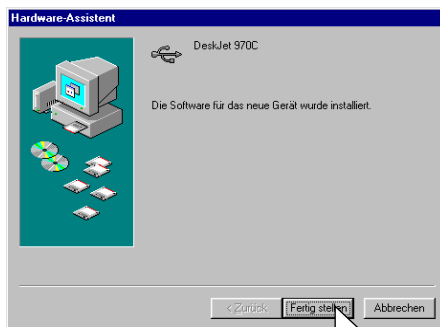 Hardware-Assistent
DeskJet 970C
Die Software für das neue Gerät wurde installiert.
< Zurück Fertig stellen Abbrechen